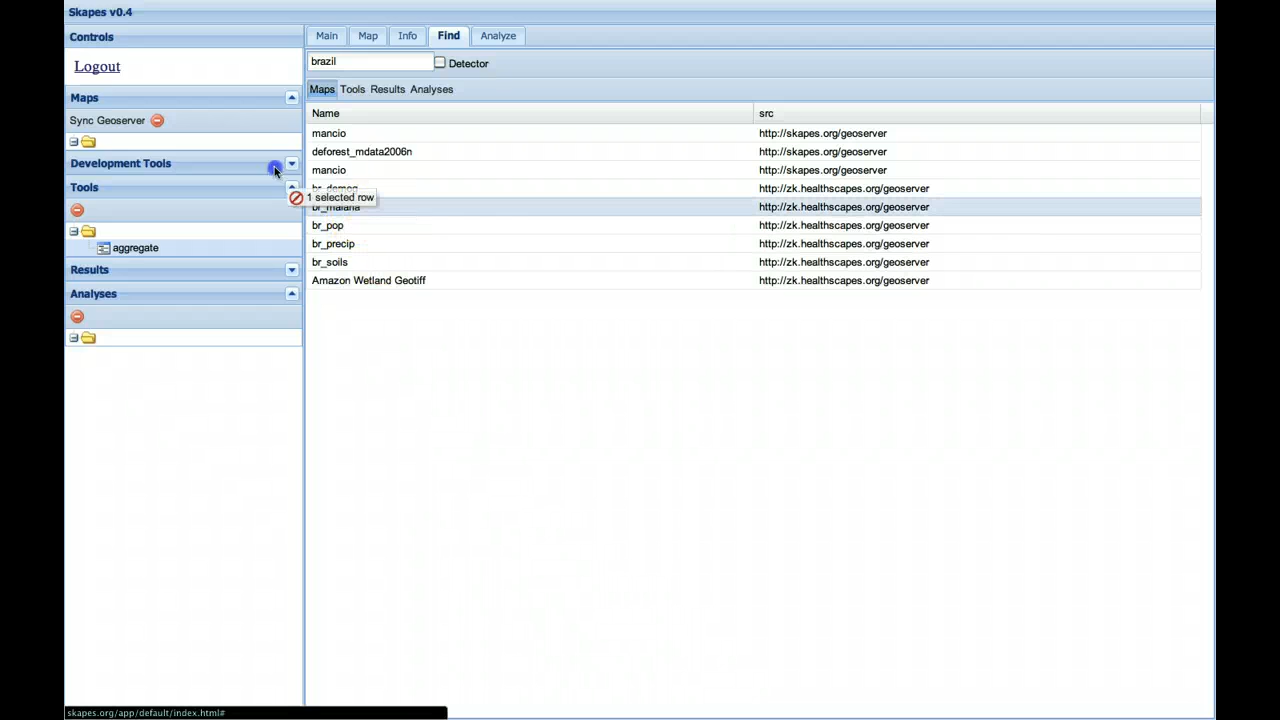 Skapes v0.4
Controls
Logout
Maps
Sync Geoserver
Development Tools
Tools
aggregate
Results
Analyses
Main Map Info Find Analyze
brazil Detector
Maps Tools Results Analyses
Name src
mancio http://skapes.org/geoserver
deforest_mdata2006n http://skapes.org/geoserver
mancio http://skapes.org/geoserver
br_demog http://zk.healthscapes.org/geoserver
1 selected row
br_malaria http://zk.healthscapes.org/geoserver
br_pop http://zk.healthscapes.org/geoserver
br_precip http://zk.healthscapes.org/geoserver
br_soils http://zk.healthscapes.org/geoserver
Amazon Wetland Geotiff http://zk.healthscapes.org/geoserver
skapes.org/app/default/index.html#